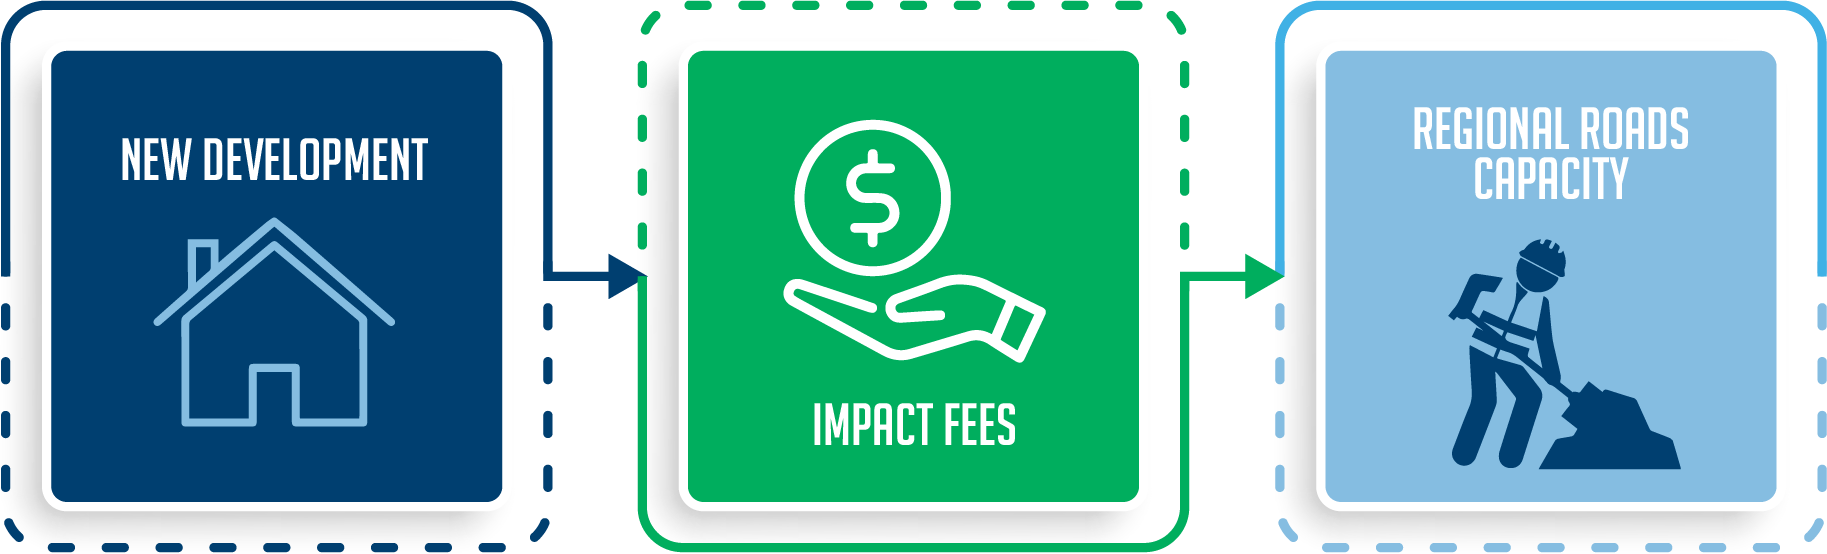 NEW DEVELOPMENT
$
IMPACT FEES
REGIONAL ROADS
CAPACITY